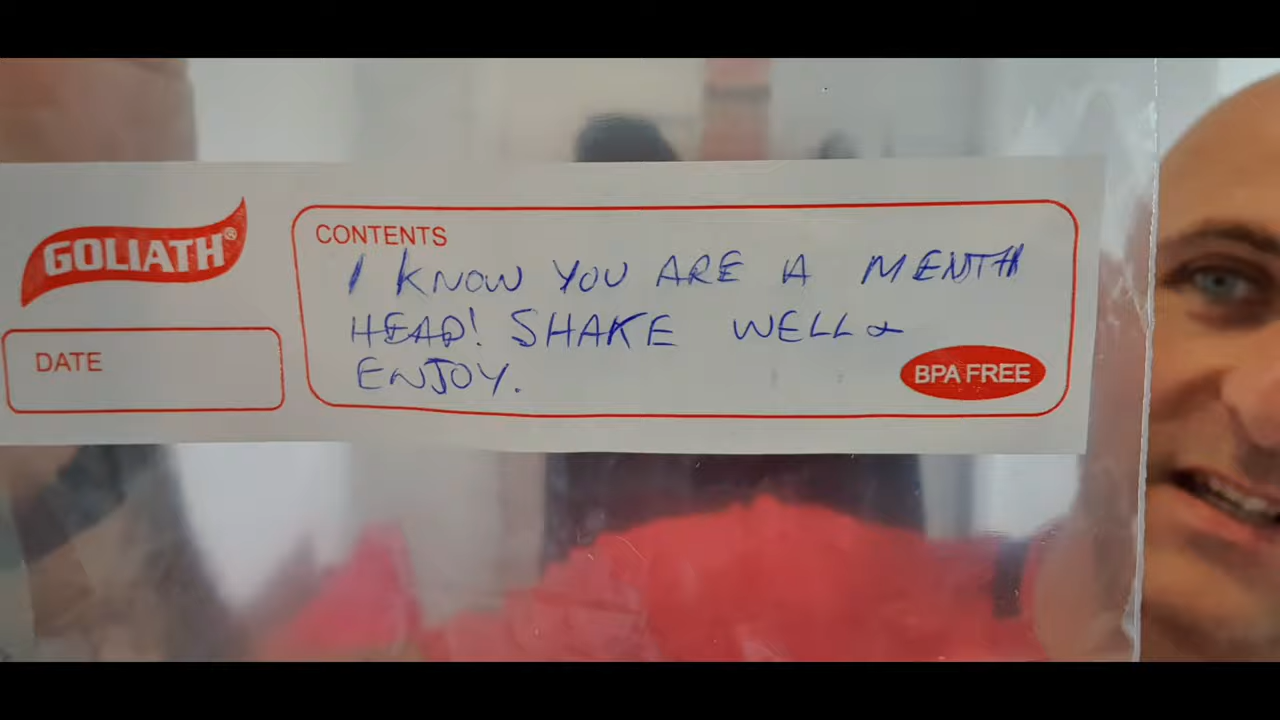 GOLIATH®
CONTENTS
I KNOW YOU ARE A MENTH
HEAD! SHAKE WELL &
ENJOY.
DATE
BPA FREE